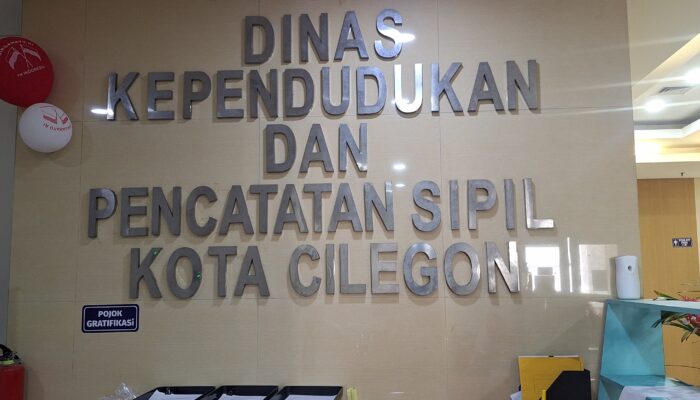 DINAS
KEPENDUDUKAN
DAN
PENCATATAN SIPIL
KOTA CILEGON
POJOK
GRATIFIKASI